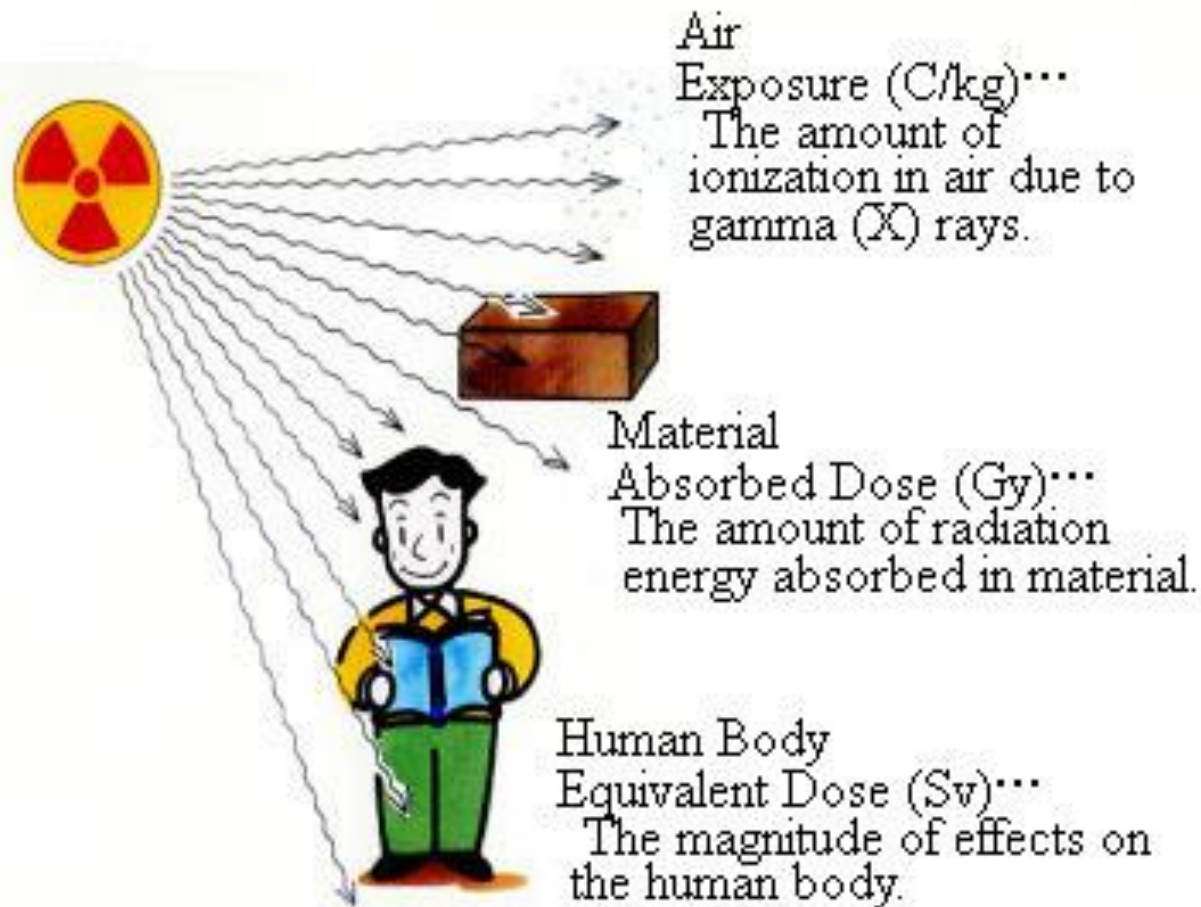 Air
Exposure (C/kg)···
The amount of
ionization in air due to
gamma (X) rays.
Material
Absorbed Dose (Gy)···
The amount of radiation
energy absorbed in material.
Human Body
Equivalent Dose (Sv)···
The magnitude of effects on
the human body.